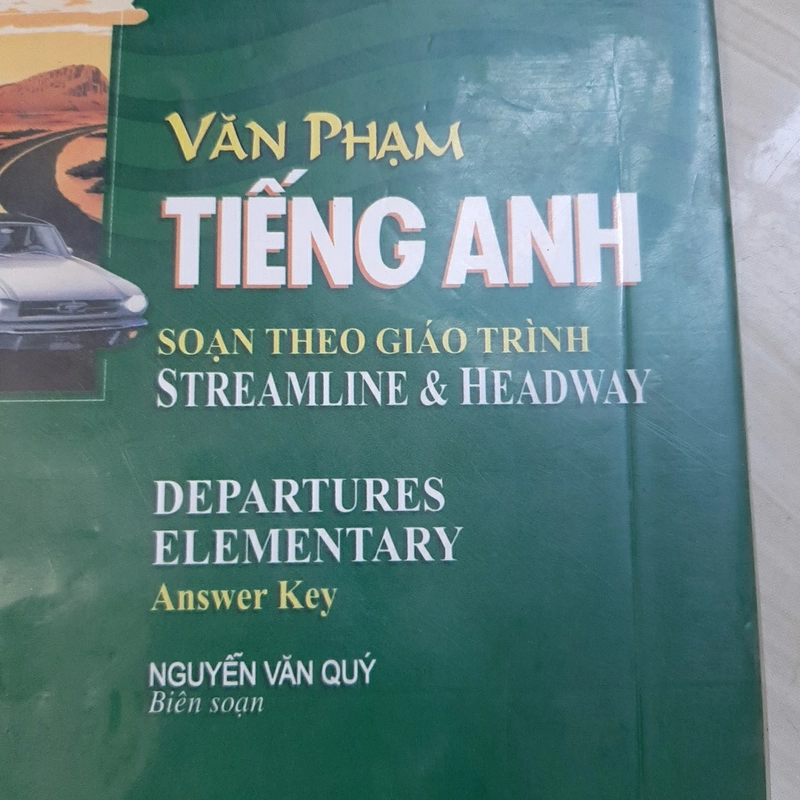 VĂN PHẠM
TIẾNG ANH
SOẠN THEO GIÁO TRÌNH
STREAMLINE & HEADWAY
DEPARTURES
ELEMENTARY
Answer Key
NGUYỄN VĂN QUÝ
Biên soạn